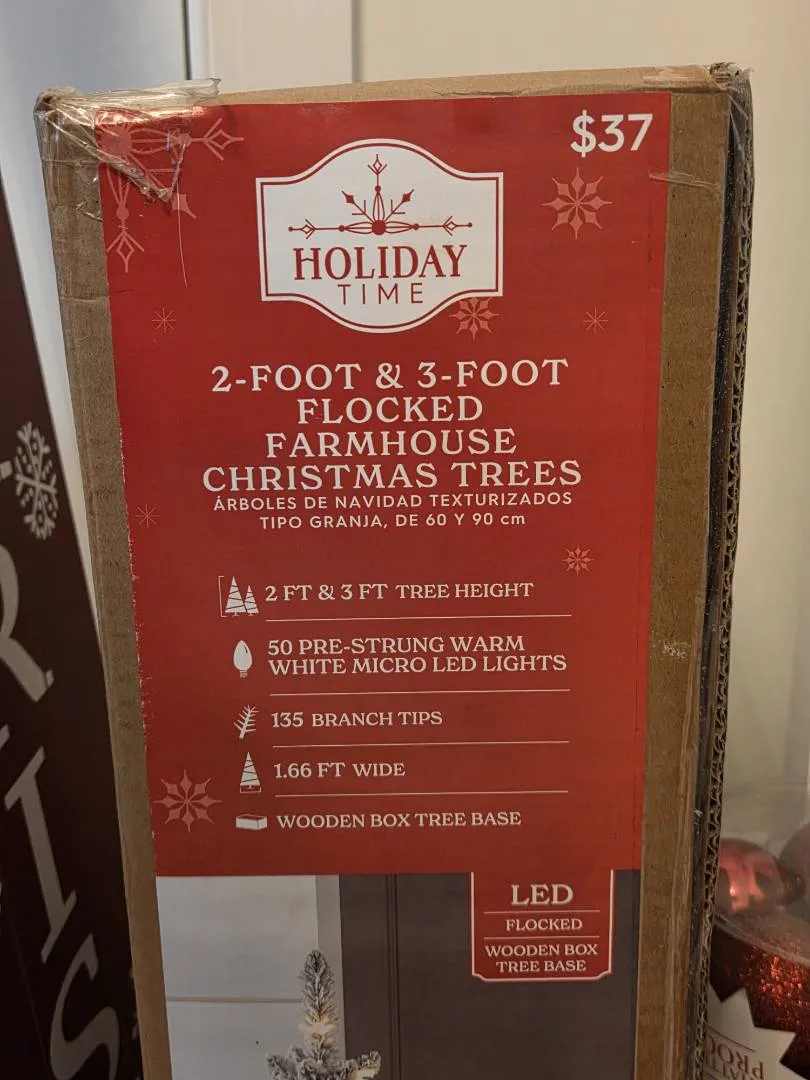 $37
HOLIDAY
TIME
2-FOOT & 3-FOOT
FLOCKED
FARMHOUSE
CHRISTMAS TREES
ÁRBOLES DE NAVIDAD TEXTURIZADOS
TIPO GRANJA, DE 60 Y 90 cm
2 FT & 3 FT TREE HEIGHT
50 PRE-STRUNG WARM
WHITE MICRO LED LIGHTS
135 BRANCH TIPS
1.66 FT WIDE
WOODEN BOX TREE BASE
LED
FLOCKED
WOODEN BOX
TREE BASE